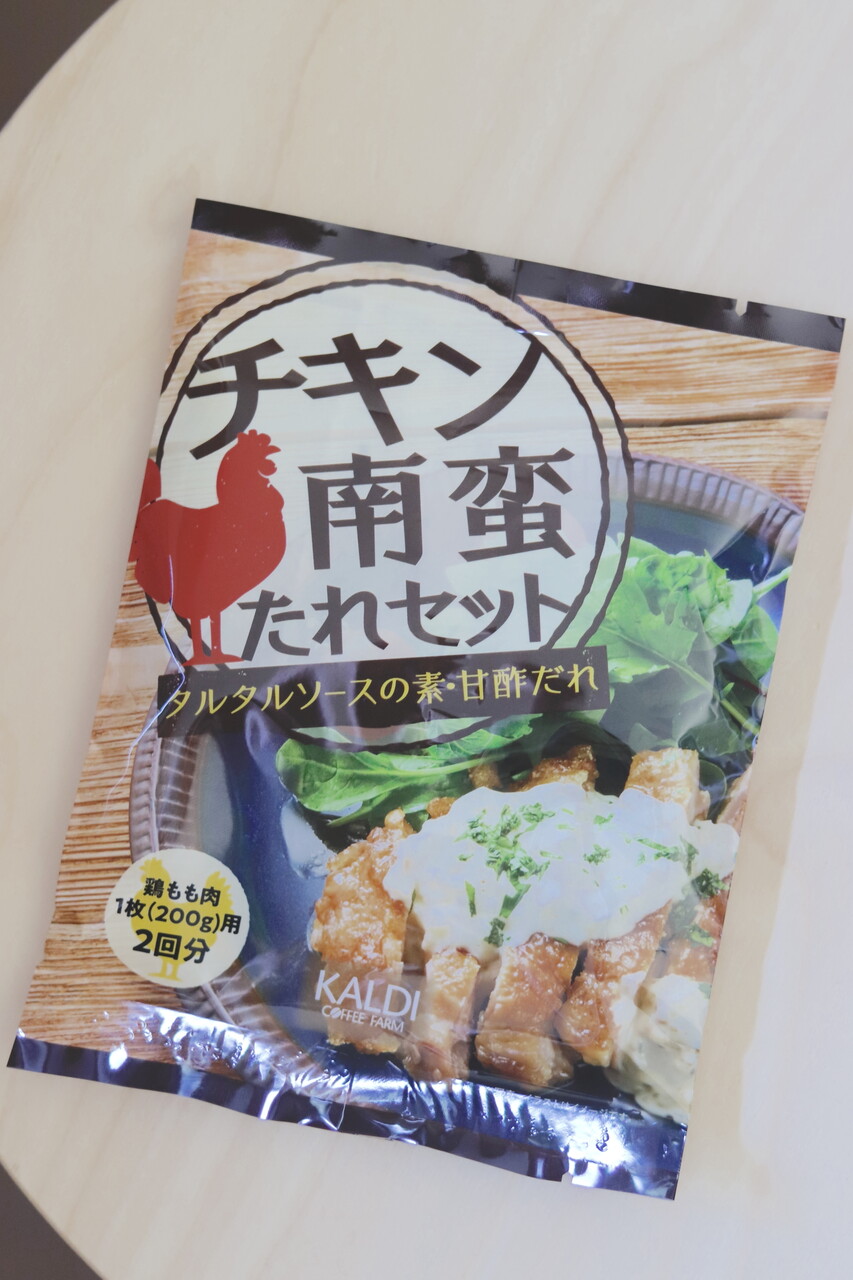 チキン
南蛮
たれセット
タルタルソースの素・甘酢だれ
鶏もも肉
1枚(200g)用
2回分
KALDI
COFFEE FARM